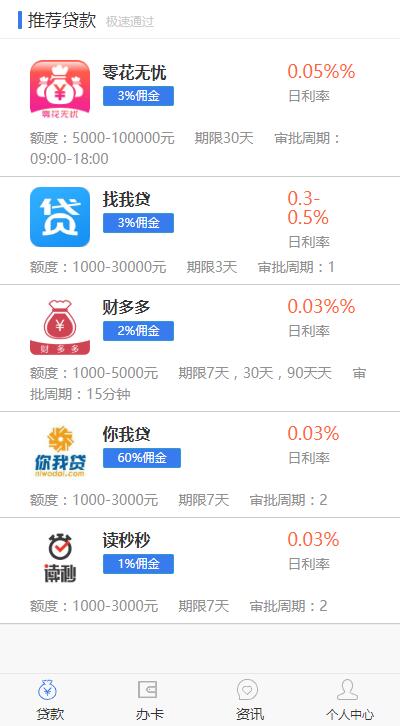 推荐贷款 极速通过
零花无忧
零花无忧 0.05%%
3%佣金 日利率
额度：5000-100000元 期限30天 审批周期：
09:00-18:00
贷
找我贷 0.3-
0.5%
3%佣金 日利率
额度：1000-30000元 期限3天 审批周期：1
财多多
财多多 0.03%%
2%佣金 日利率
额度：1000-5000元 期限7天，30天，90天天 审
批周期：15分钟
你我贷
niwodai.com
你我贷 0.03%
60%佣金 日利率
额度：1000-3000元 期限7天 审批周期：2
读秒
读秒秒 0.03%
1%佣金 日利率
额度：1000-3000元 期限7天 审批周期：2
贷款 办卡 资讯 个人中心